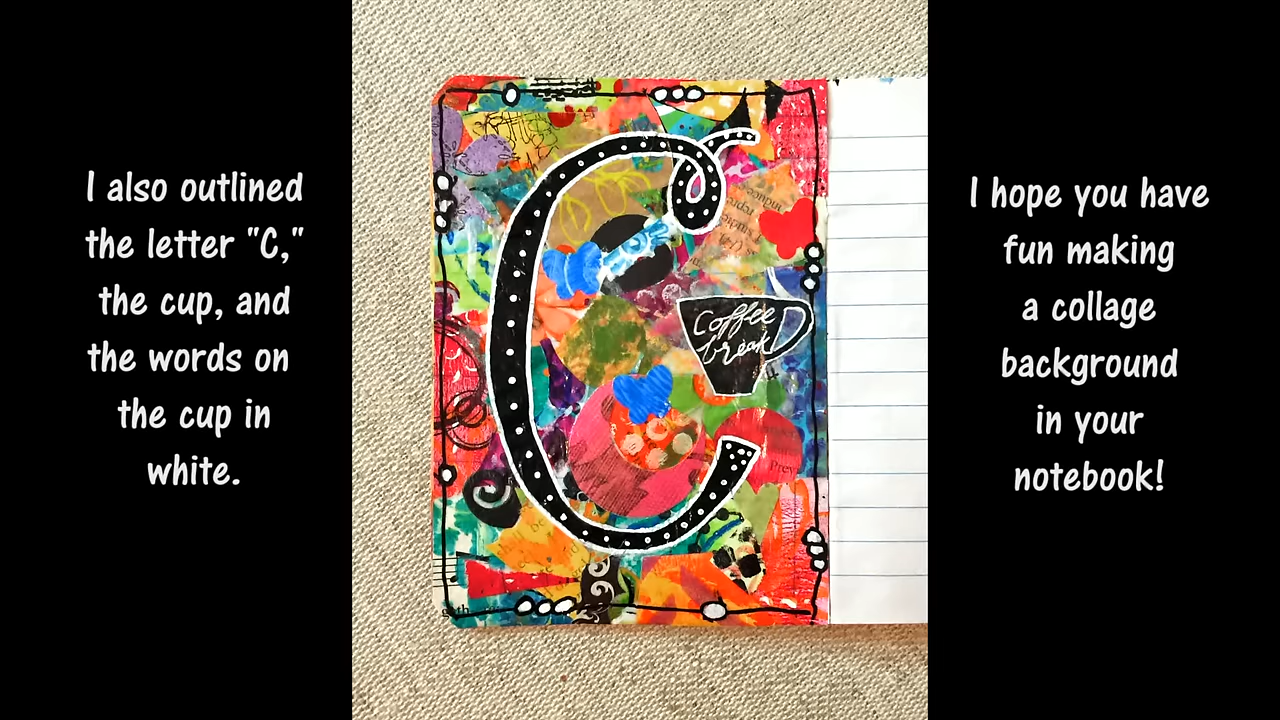 I also outlined
the letter "C,"
the cup, and
the words on
the cup in
white.
C
Coffee
break
Prev
I hope you have
fun making
a collage
background
in your
notebook!